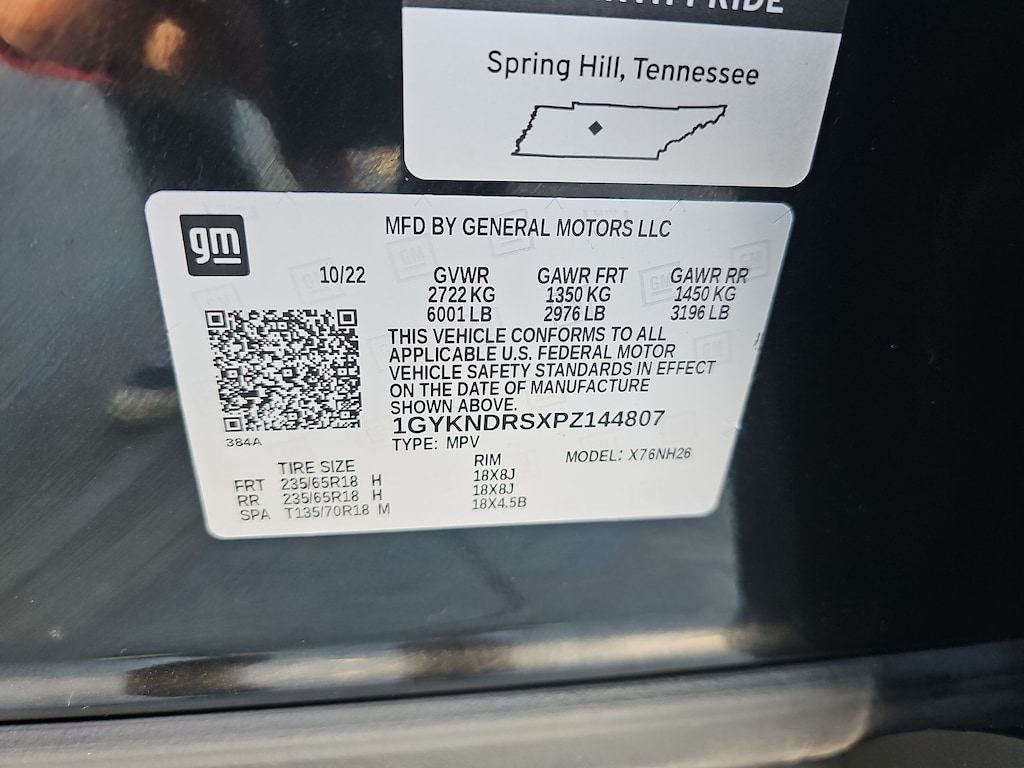 Spring Hill, Tennessee
gm
MFD BY GENERAL MOTORS LLC
10/22 GVWR GAWR FRT GAWR RR
2722 KG 1350 KG 1450 KG
6001 LB 2976 LB 3196 LB
THIS VEHICLE CONFORMS TO ALL
APPLICABLE U.S. FEDERAL MOTOR
VEHICLE SAFETY STANDARDS IN EFFECT
ON THE DATE OF MANUFACTURE
SHOWN ABOVE.
1GYKNDRSXPZ144807
384A
TYPE: MPV
MODEL: X76NH26
TIRE SIZE RIM
FRT 235/65R18 H 18X8J
RR 235/65R18 H 18X8J
SPA T135/70R18 M 18X4.5B